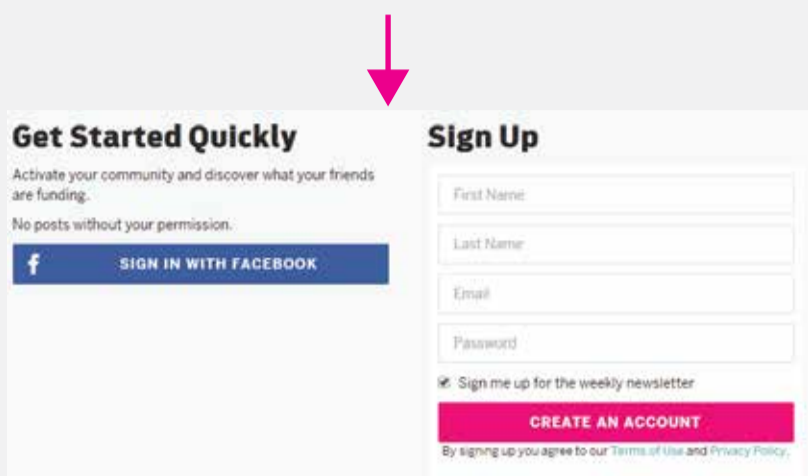 Get Started Quickly
Activate your community and discover what your friends
are funding.
No posts without your permission.
f
SIGN IN WITH FACEBOOK
Sign Up
First Name
Last Name
Email
Password
Sign me up for the weekly newsletter
CREATE AN ACCOUNT
By signing up you agree to our Terms of Use and Privacy Policy.